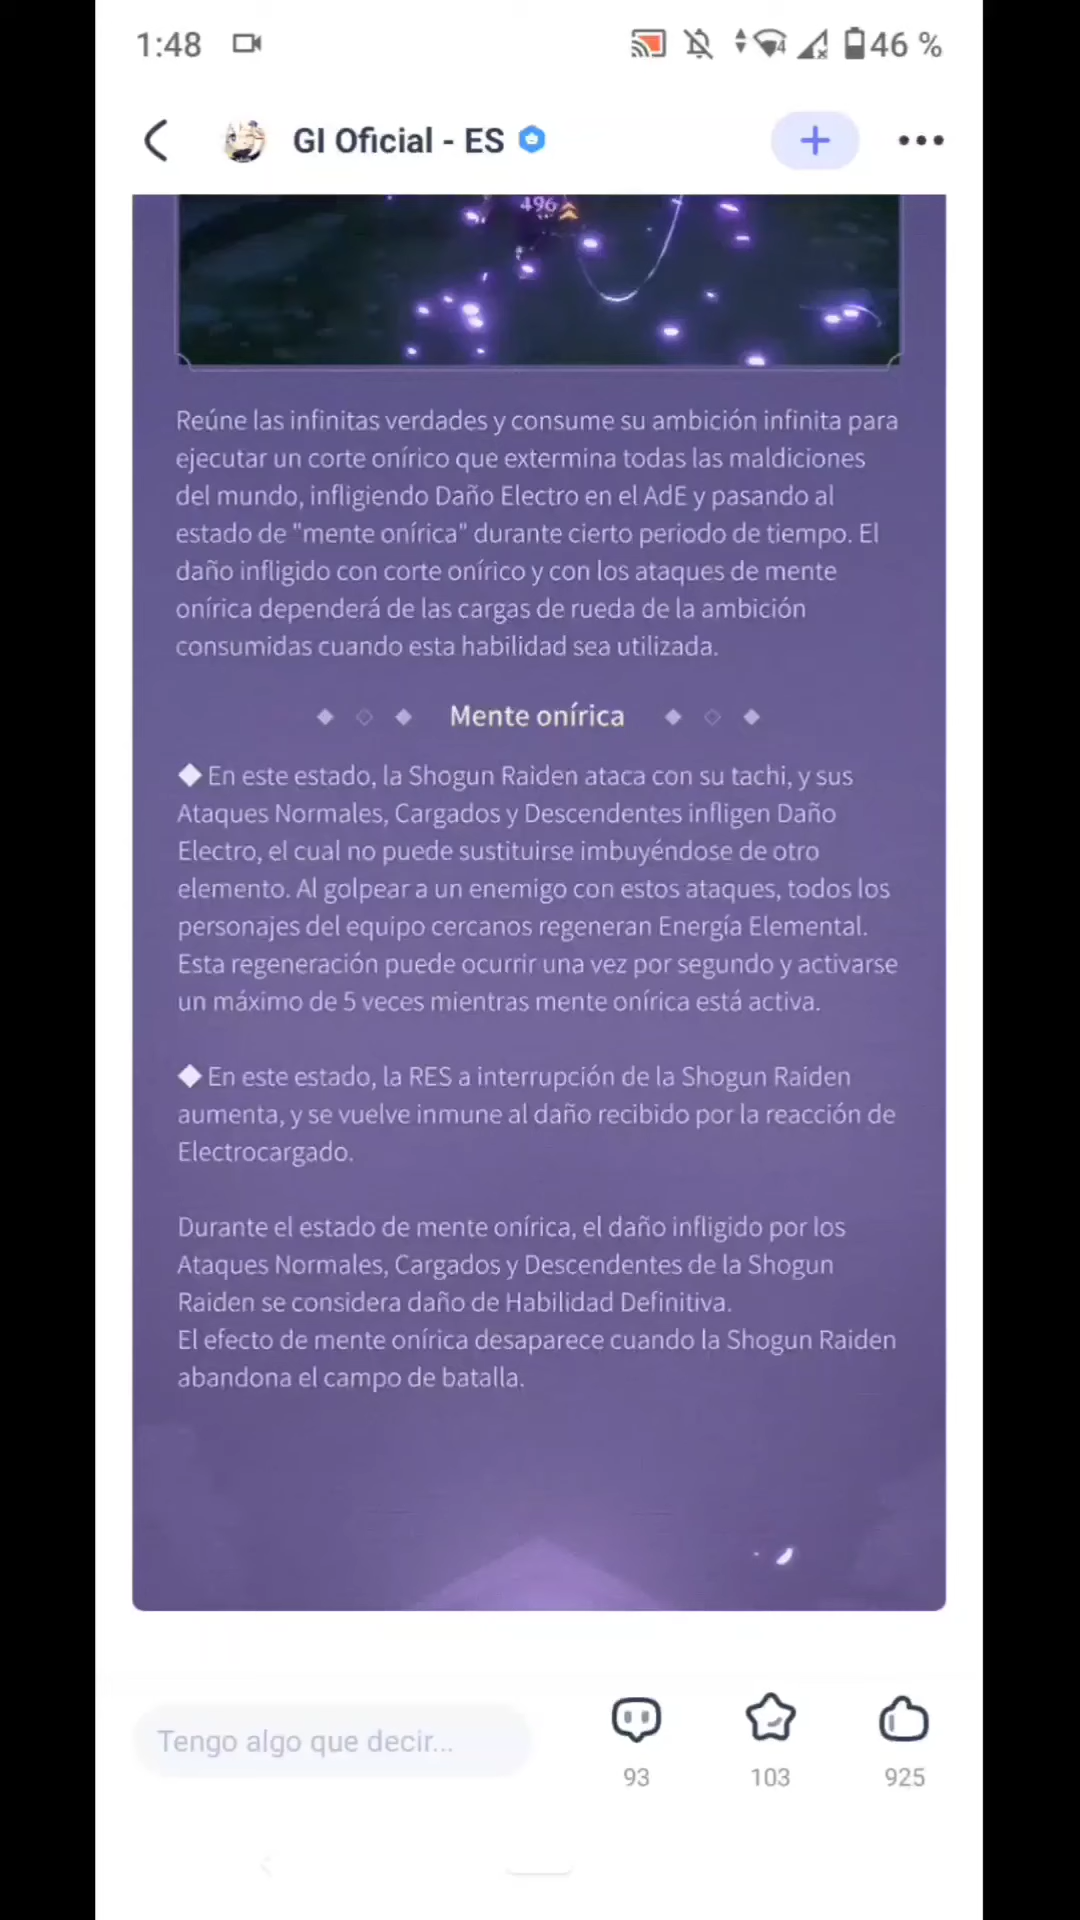 1:48
46 %
GI Oficial - ES
496
Reúne las infinitas verdades y consume su ambición infinita para
ejecutar un corte onírico que extermina todas las maldiciones
del mundo, infligiendo Daño Electro en el AdE y pasando al
estado de "mente onírica" durante cierto periodo de tiempo. El
daño infligido con corte onírico y con los ataques de mente
onírica dependerá de las cargas de rueda de la ambición
consumidas cuando esta habilidad sea utilizada.
Mente onírica
En este estado, la Shogun Raiden ataca con su tachi, y sus
Ataques Normales, Cargados y Descendentes infligen Daño
Electro, el cual no puede sustituirse imbuyéndose de otro
elemento. Al golpear a un enemigo con estos ataques, todos los
personajes del equipo cercanos regeneran Energía Elemental.
Esta regeneración puede ocurrir una vez por segundo y activarse
un máximo de 5 veces mientras mente onírica está activa.
En este estado, la RES a interrupción de la Shogun Raiden
aumenta, y se vuelve inmune al daño recibido por la reacción de
Electrocargado.
Durante el estado de mente onírica, el daño infligido por los
Ataques Normales, Cargados y Descendentes de la Shogun
Raiden se considera daño de Habilidad Definitiva.
El efecto de mente onírica desaparece cuando la Shogun Raiden
abandona el campo de batalla.
Tengo algo que decir...
93
103
925